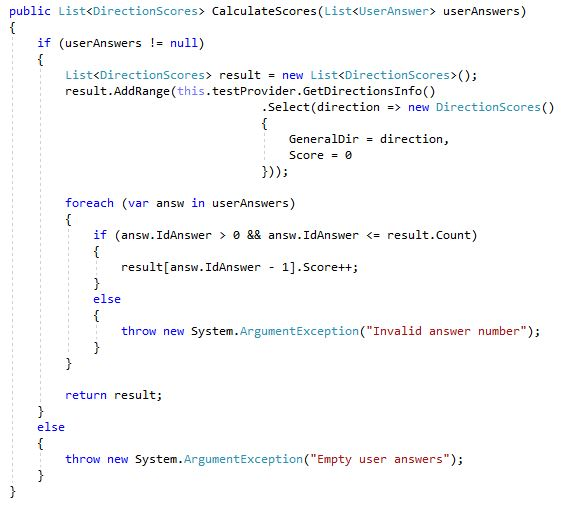 public List<DirectionScores> CalculateScores(List<UserAnswer> userAnswers)
{
    if (userAnswers != null)
    {
        List<DirectionScores> result = new List<DirectionScores>();
        result.AddRange(this.testProvider.GetDirectionsInfo()
                                    .Select(direction => new DirectionScores()
                                    {
                                        GeneralDir = direction,
                                        Score = 0
                                    }));

        foreach (var answ in userAnswers)
        {
            if (answ.IdAnswer > 0 && answ.IdAnswer <= result.Count)
            {
                result[answ.IdAnswer - 1].Score++;
            }
            else
            {
                throw new System.ArgumentException("Invalid answer number");
            }
        }

        return result;
    }
    else
    {
        throw new System.ArgumentException("Empty user answers");
    }
}